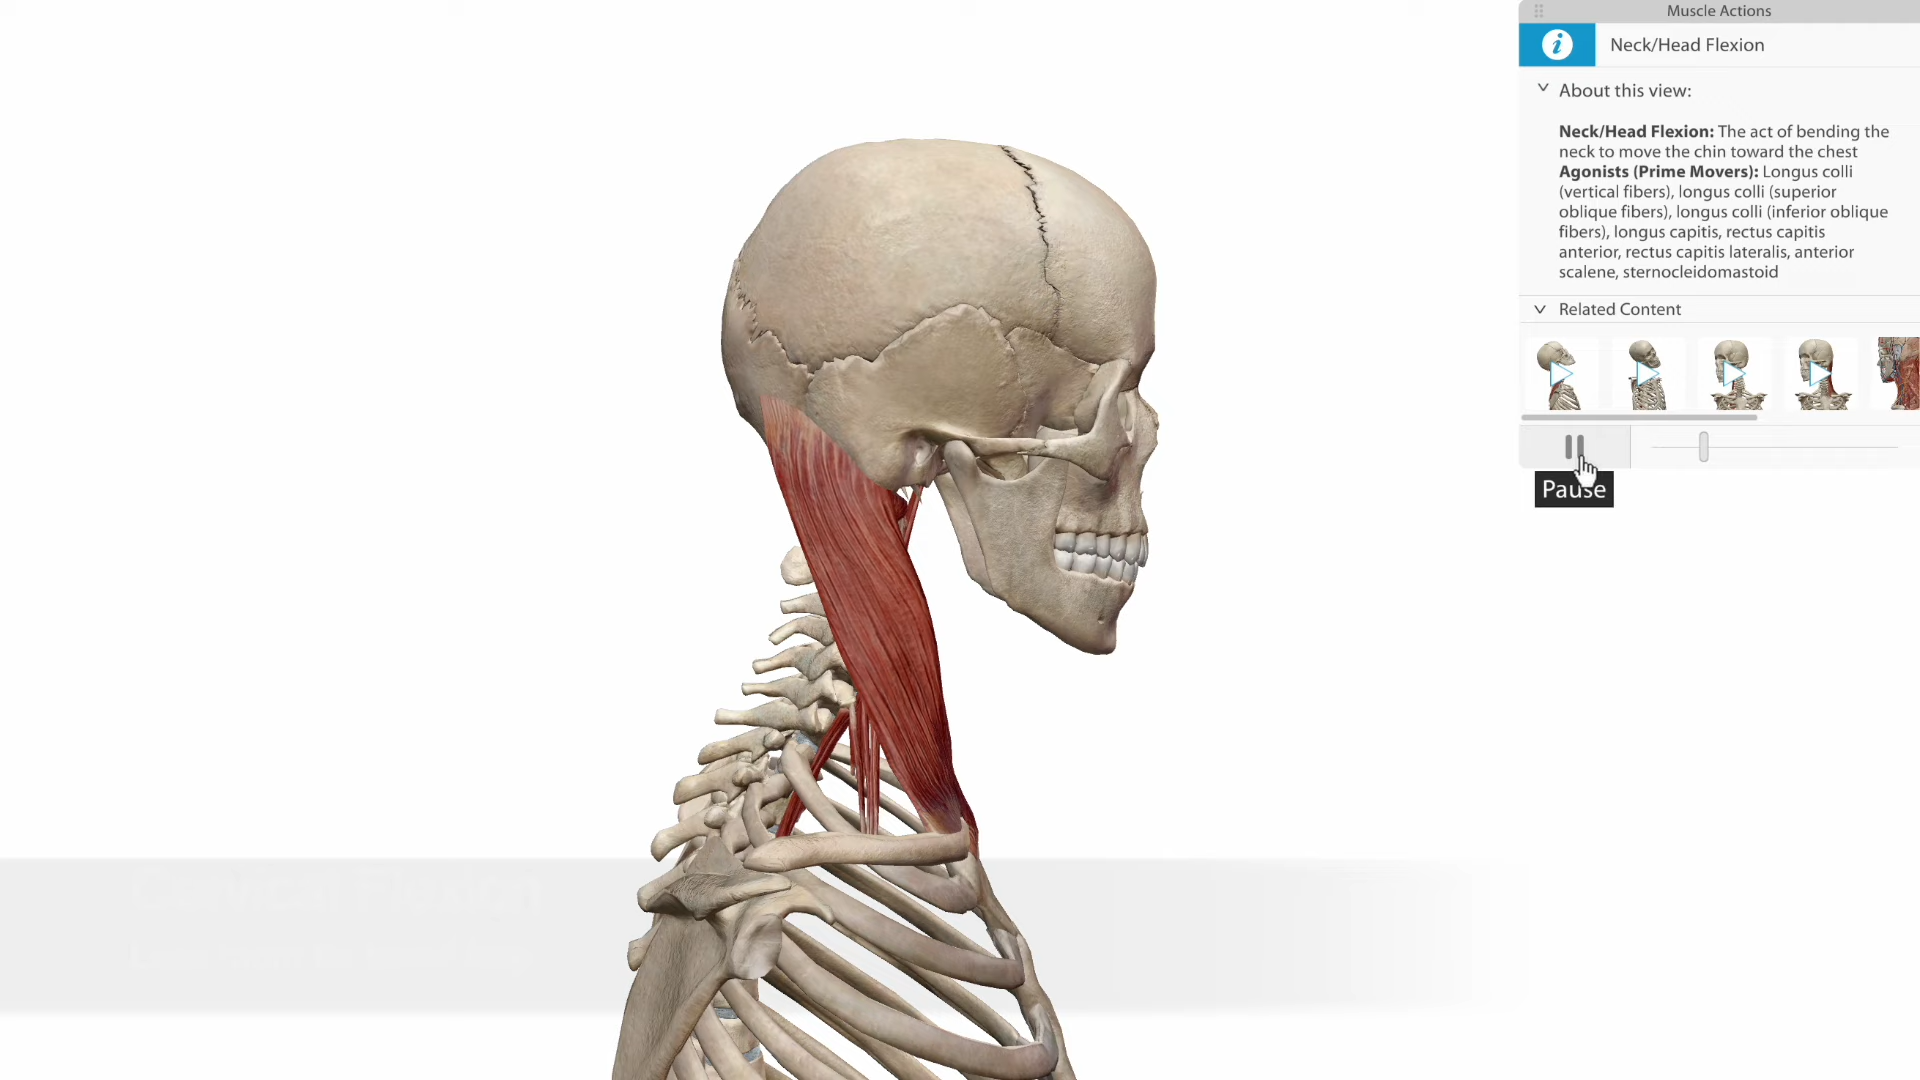 Muscle Actions
Neck/Head Flexion
About this view:
Neck/Head Flexion: The act of bending the
neck to move the chin toward the chest
Agonists (Prime Movers): Longus colli
(vertical fibers), longus colli (superior
oblique fibers), longus colli (inferior oblique
fibers), longus capitis, rectus capitis
anterior, rectus capitis lateralis, anterior
scalene, sternocleidomastoid
Related Content
Pause